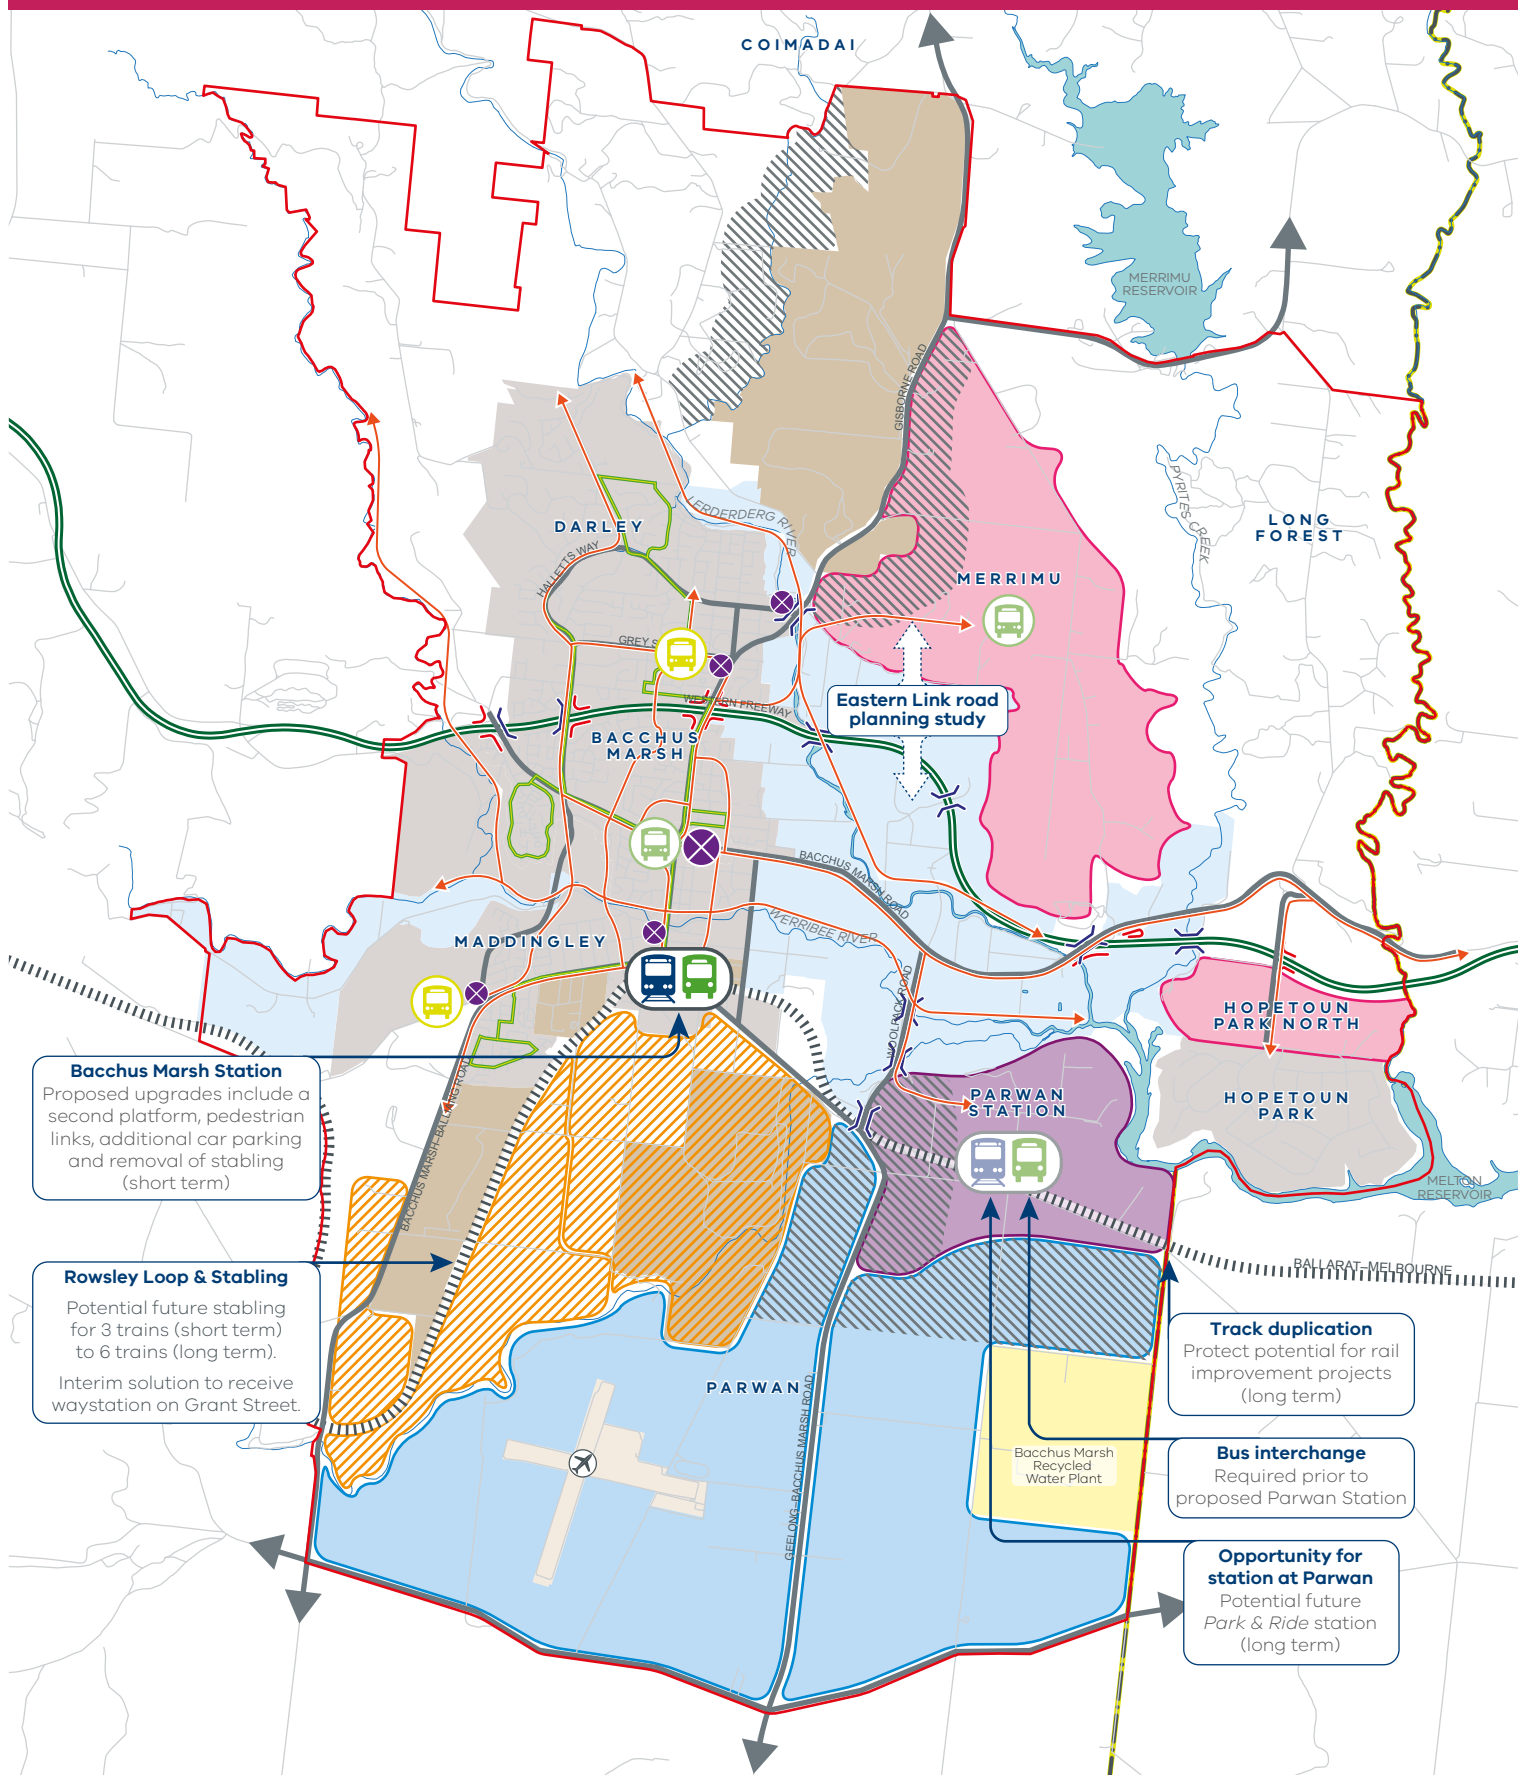 COIMADAI
MERRIMU
RESERVOIR
GISBORNE ROAD
PYRITES CREEK
LONG
FOREST
LERDERDERG RIVER
DARLEY
HALLETTS WAY
MERRIMU
GREY S
WESTERN FREEWAY
Eastern Link road
planning study
BACCHUS
MARSH
BACCHUS MARSH ROAD
WERRIBEE RIVER
MADDINGLEY
WOOLPACK ROAD
HOPETOUN
PARK NORTH
HOPETOUN
PARK
PARWAN
STATION
MELTON
RESERVOIR
Bacchus Marsh Station
Proposed upgrades include a
second platform, pedestrian
links, additional car parking
and removal of stabling
(short term)
BACCHUS MARSH–BALLIANG ROAD
BALLARAT–MELBOURNE
Rowsley Loop & Stabling
Potential future stabling
for 3 trains (short term)
to 6 trains (long term).
Interim solution to receive
waystation on Grant Street.
Track duplication
Protect potential for rail
improvement projects
(long term)
PARWAN
GEELONG–BACCHUS MARSH ROAD
Bacchus Marsh
Recycled
Water Plant
Bus interchange
Required prior to
proposed Parwan Station
Opportunity for
station at Parwan
Potential future
Park & Ride station
(long term)